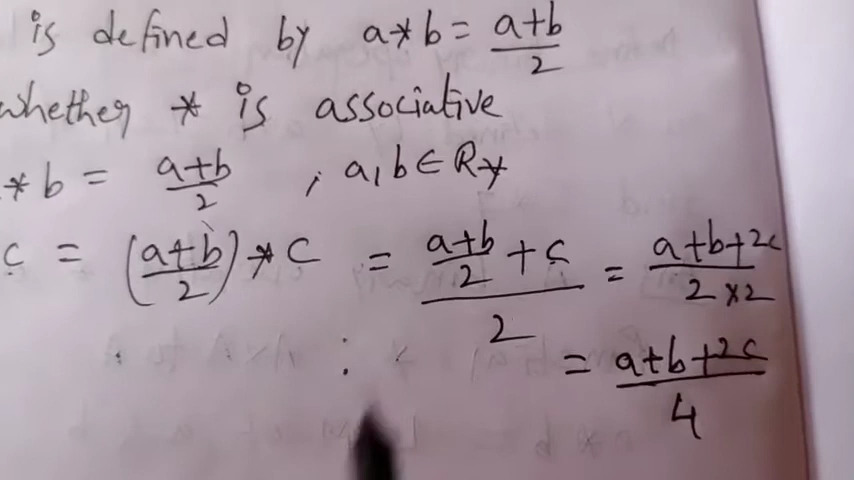 is defined by a*b = a+b/2
whether * is associative
*b = a+b/2 , a,b ∈ R*
c = (a+b/2)*c = (a+b/2 + c)/2 = a+b+2c/2×2
= a+b+2c/4